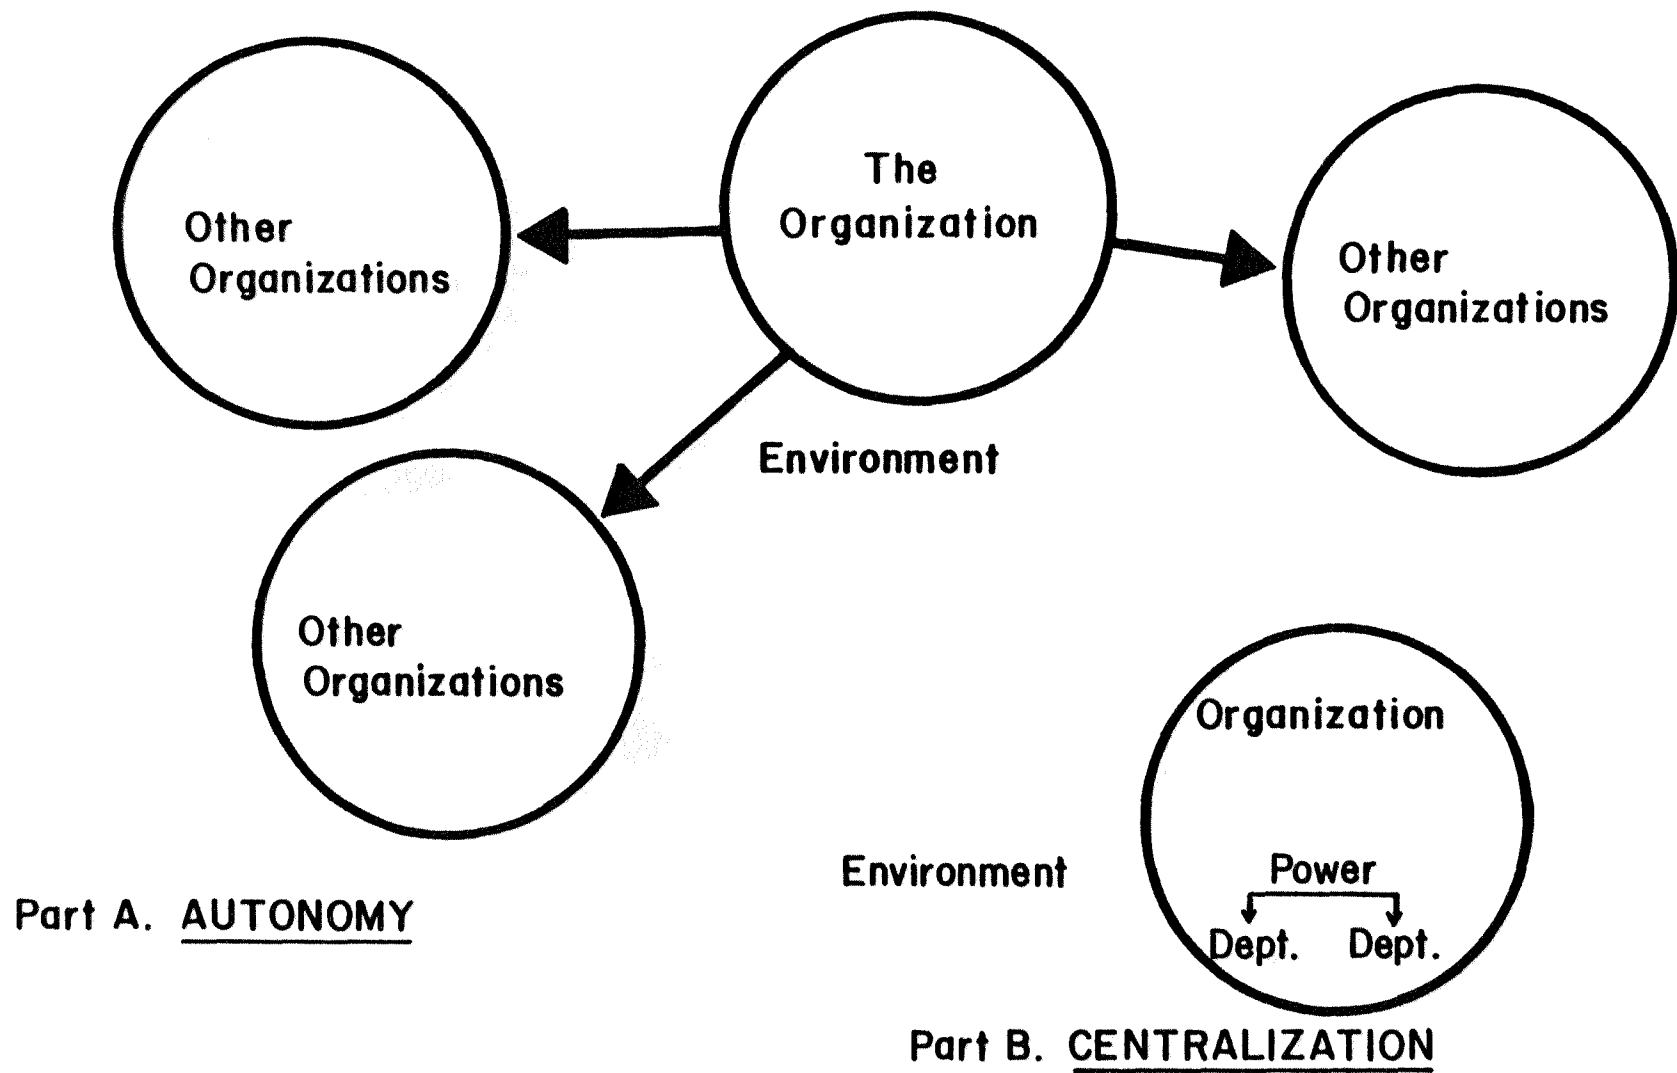 The
Organization
Other
Organizations
Other
Organizations
Environment
Other
Organizations
Part A. AUTONOMY
Organization
Environment
Power
Dept. Dept.
Part B. CENTRALIZATION